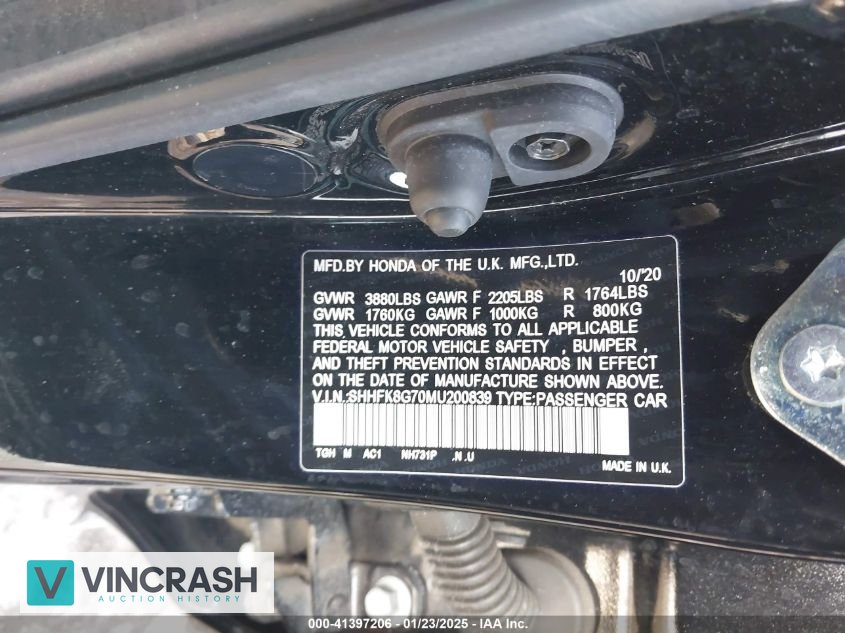 MFD.BY HONDA OF THE U.K. MFG.,LTD.
10/'20
GVWR 3880LBS GAWR F 2205LBS R 1764LBS
GVWR 1760KG GAWR F 1000KG R 800KG
THIS VEHICLE CONFORMS TO ALL APPLICABLE
FEDERAL MOTOR VEHICLE SAFETY , BUMPER ,
AND THEFT PREVENTION STANDARDS IN EFFECT
ON THE DATE OF MANUFACTURE SHOWN ABOVE.
V.I.N.:SHHFK8G70MU200839 TYPE:PASSENGER CAR
TGH M AC1 NH731P .N .U
HONDA HONDA
MADE IN U.K.
V VINCRASH
AUCTION HISTORY
000-41397206 - 01/23/2025 - IAA Inc.